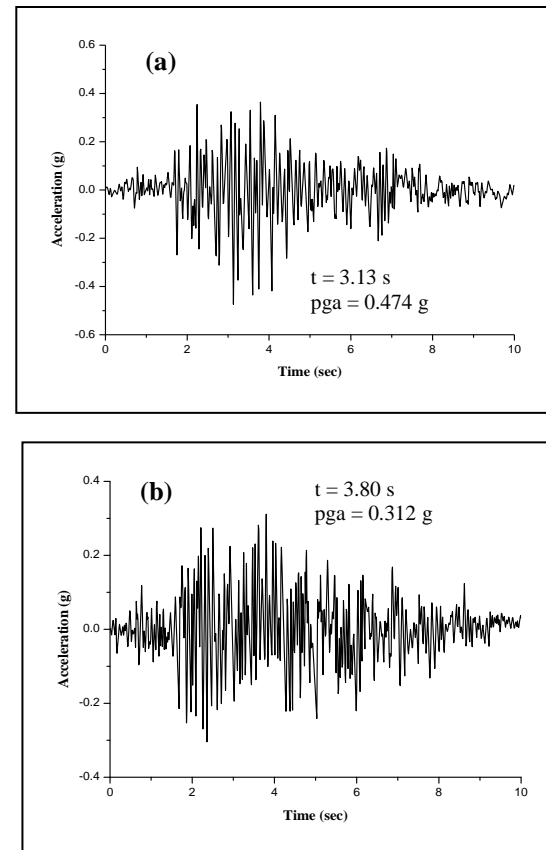 (a)
0.6
0.4
0.2
0.0
-0.2
-0.4
-0.6
Acceleration (g)
t = 3.13 s
pga = 0.474 g
0 2 4 6 8 10
Time (sec)
(b)
t = 3.80 s
pga = 0.312 g
0.4
0.2
0.0
-0.2
-0.4
Acceleration (g)
0 2 4 6 8 10
Time (sec)